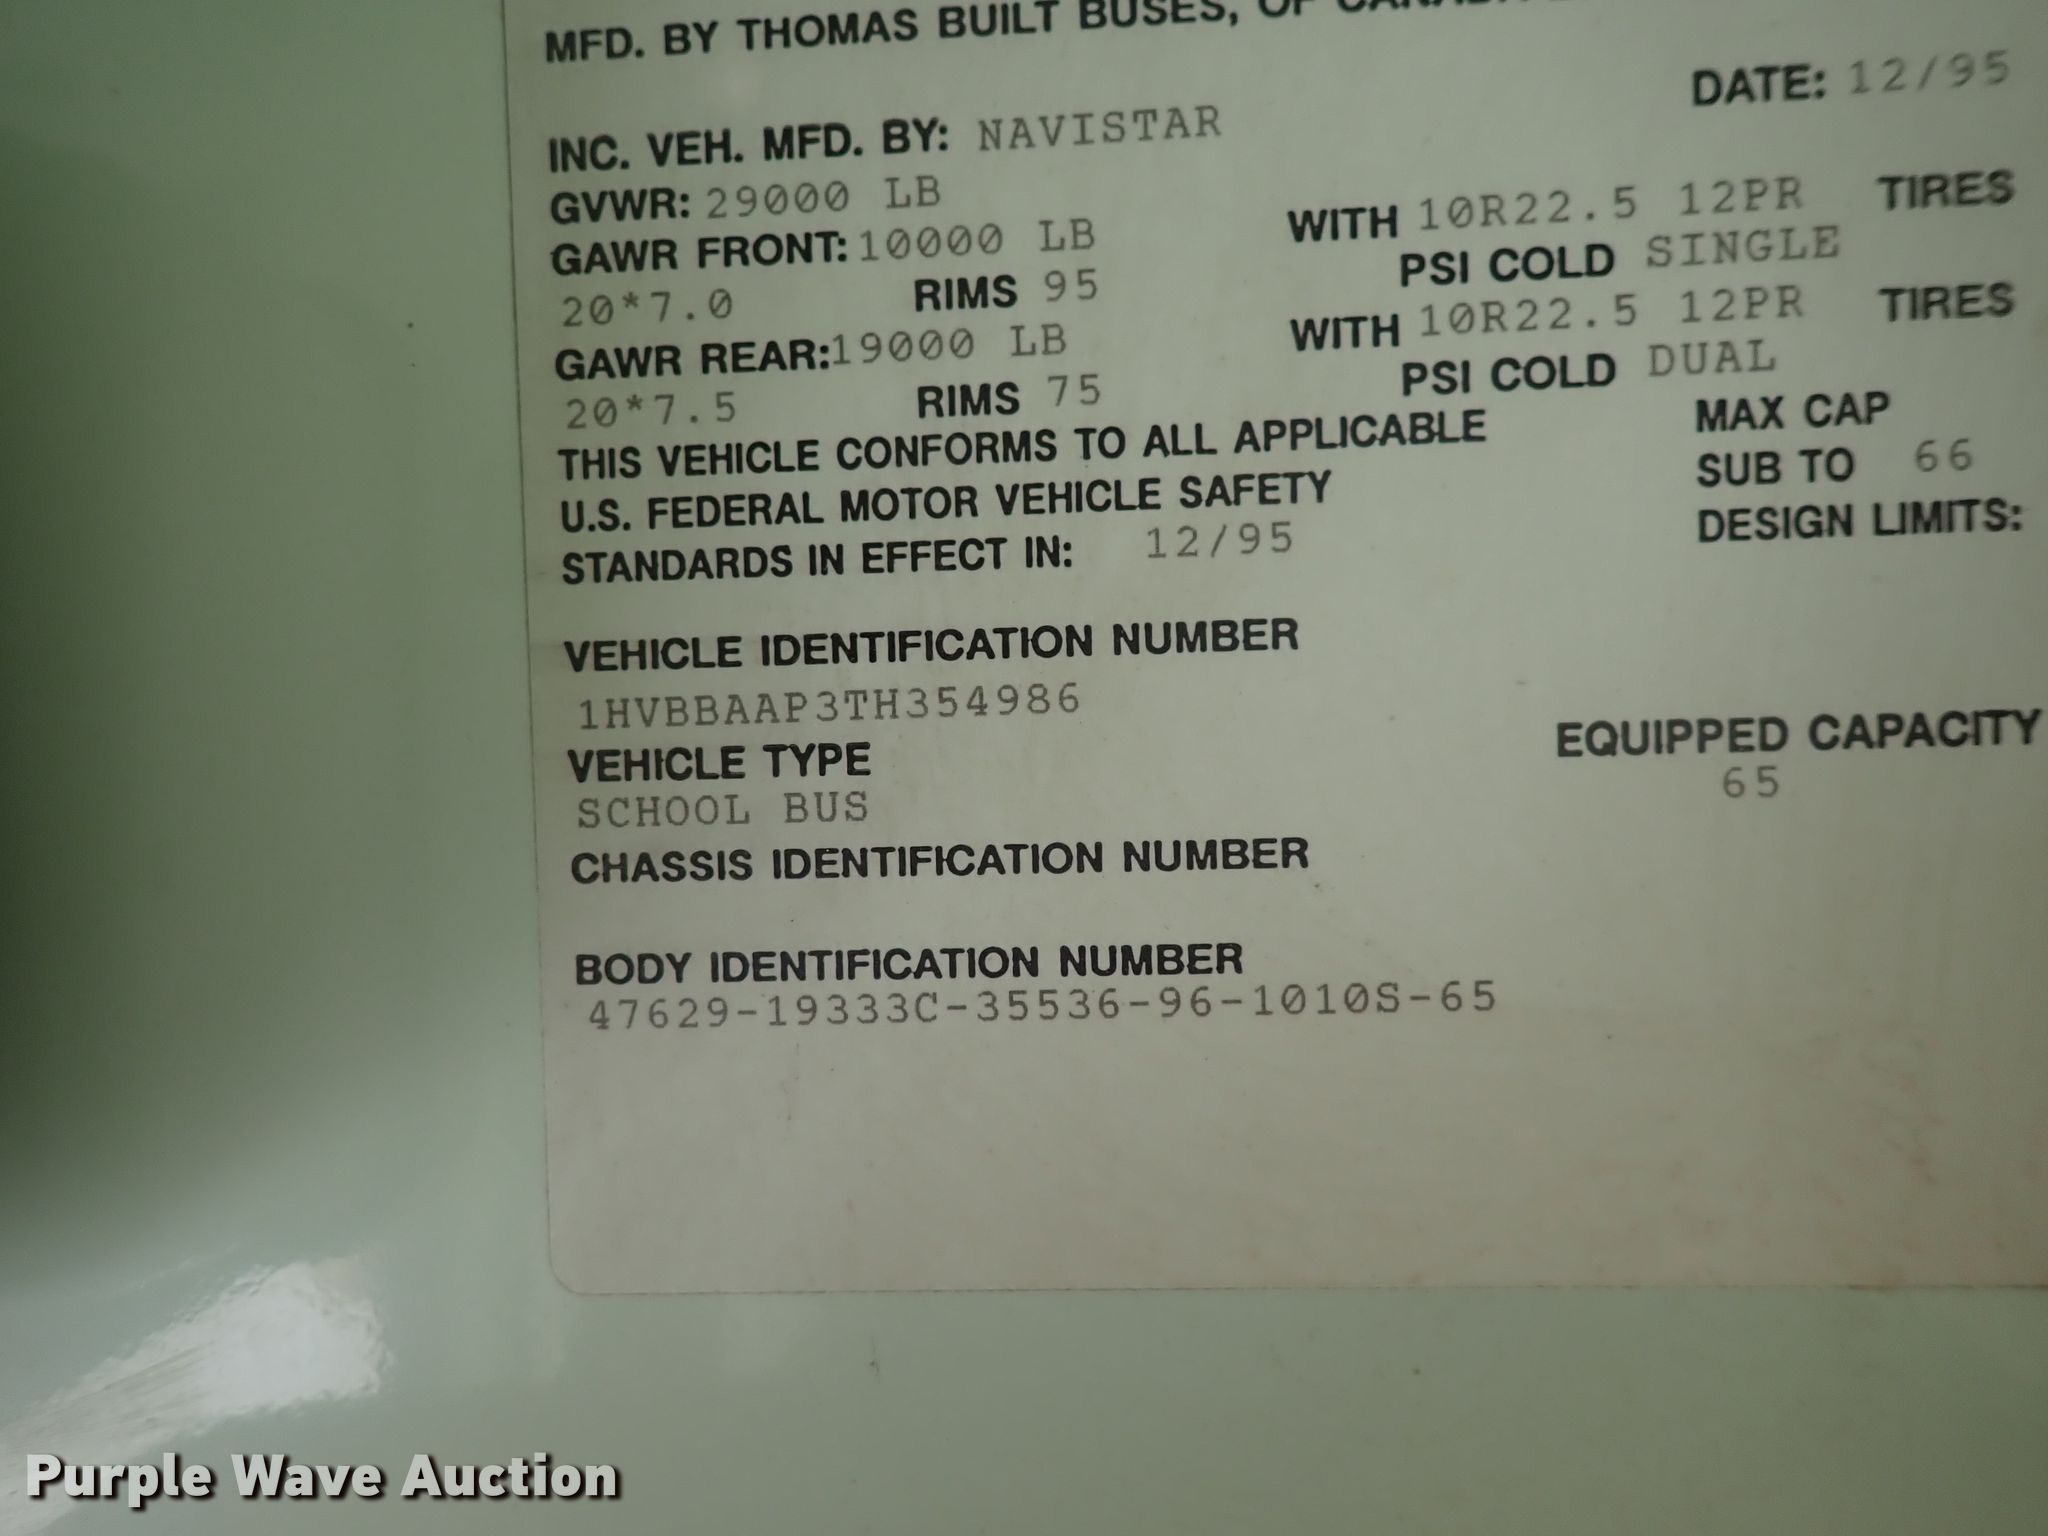 MFD. BY THOMAS BUILT BUSES, OF
DATE: 12/95
INC. VEH. MFD. BY: NAVISTAR
GVWR: 29000 LB
GAWR FRONT: 10000 LB WITH 10R22.5 12PR TIRES
20*7.0 RIMS 95 PSI COLD SINGLE
GAWR REAR: 19000 LB WITH 10R22.5 12PR TIRES
20*7.5 RIMS 75 PSI COLD DUAL
THIS VEHICLE CONFORMS TO ALL APPLICABLE
U.S. FEDERAL MOTOR VEHICLE SAFETY
STANDARDS IN EFFECT IN: 12/95
MAX CAP
SUB TO 66
DESIGN LIMITS:
VEHICLE IDENTIFICATION NUMBER
1HVBBAAP3TH354986
VEHICLE TYPE
SCHOOL BUS
EQUIPPED CAPACITY
65
CHASSIS IDENTIFICATION NUMBER
BODY IDENTIFICATION NUMBER
47629-19333C-35536-96-1010S-65
Purple Wave Auction